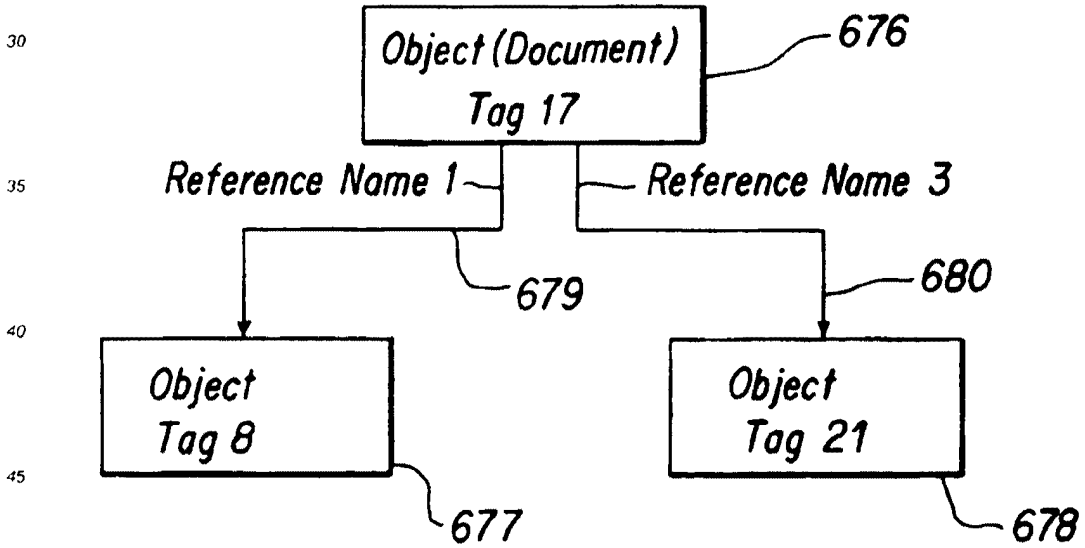 30
Object (Document)
Tag 17
676
35
Reference Name 1
Reference Name 3
679
680
40
Object
Tag 8
Object
Tag 21
45
677
678